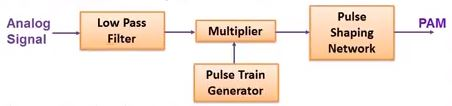 Analog
Signal
Low Pass
Filter
Multiplier
Pulse
Shaping
Network
PAM
Pulse Train
Generator